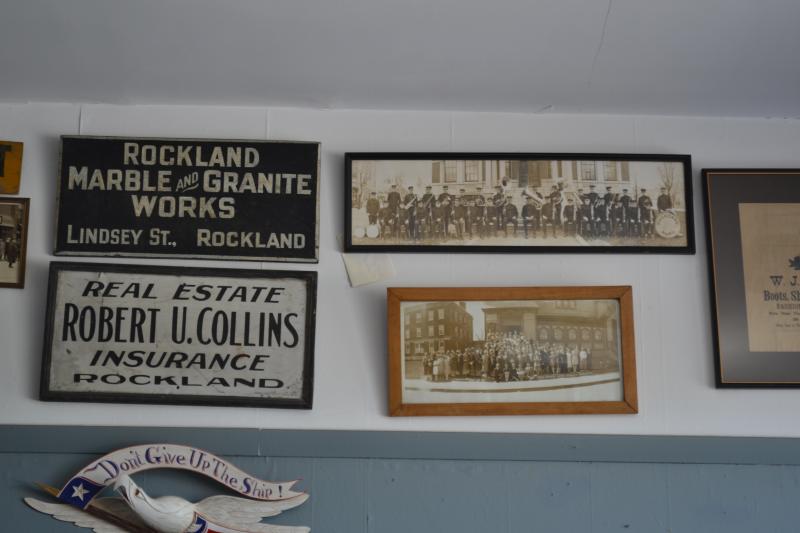 ROCKLAND
MARBLE AND GRANITE
WORKS
LINDSEY ST., ROCKLAND
REAL ESTATE
ROBERT U. COLLINS
INSURANCE
ROCKLAND
Don't Give Up The Ship!
W. J.
Boots, Sh